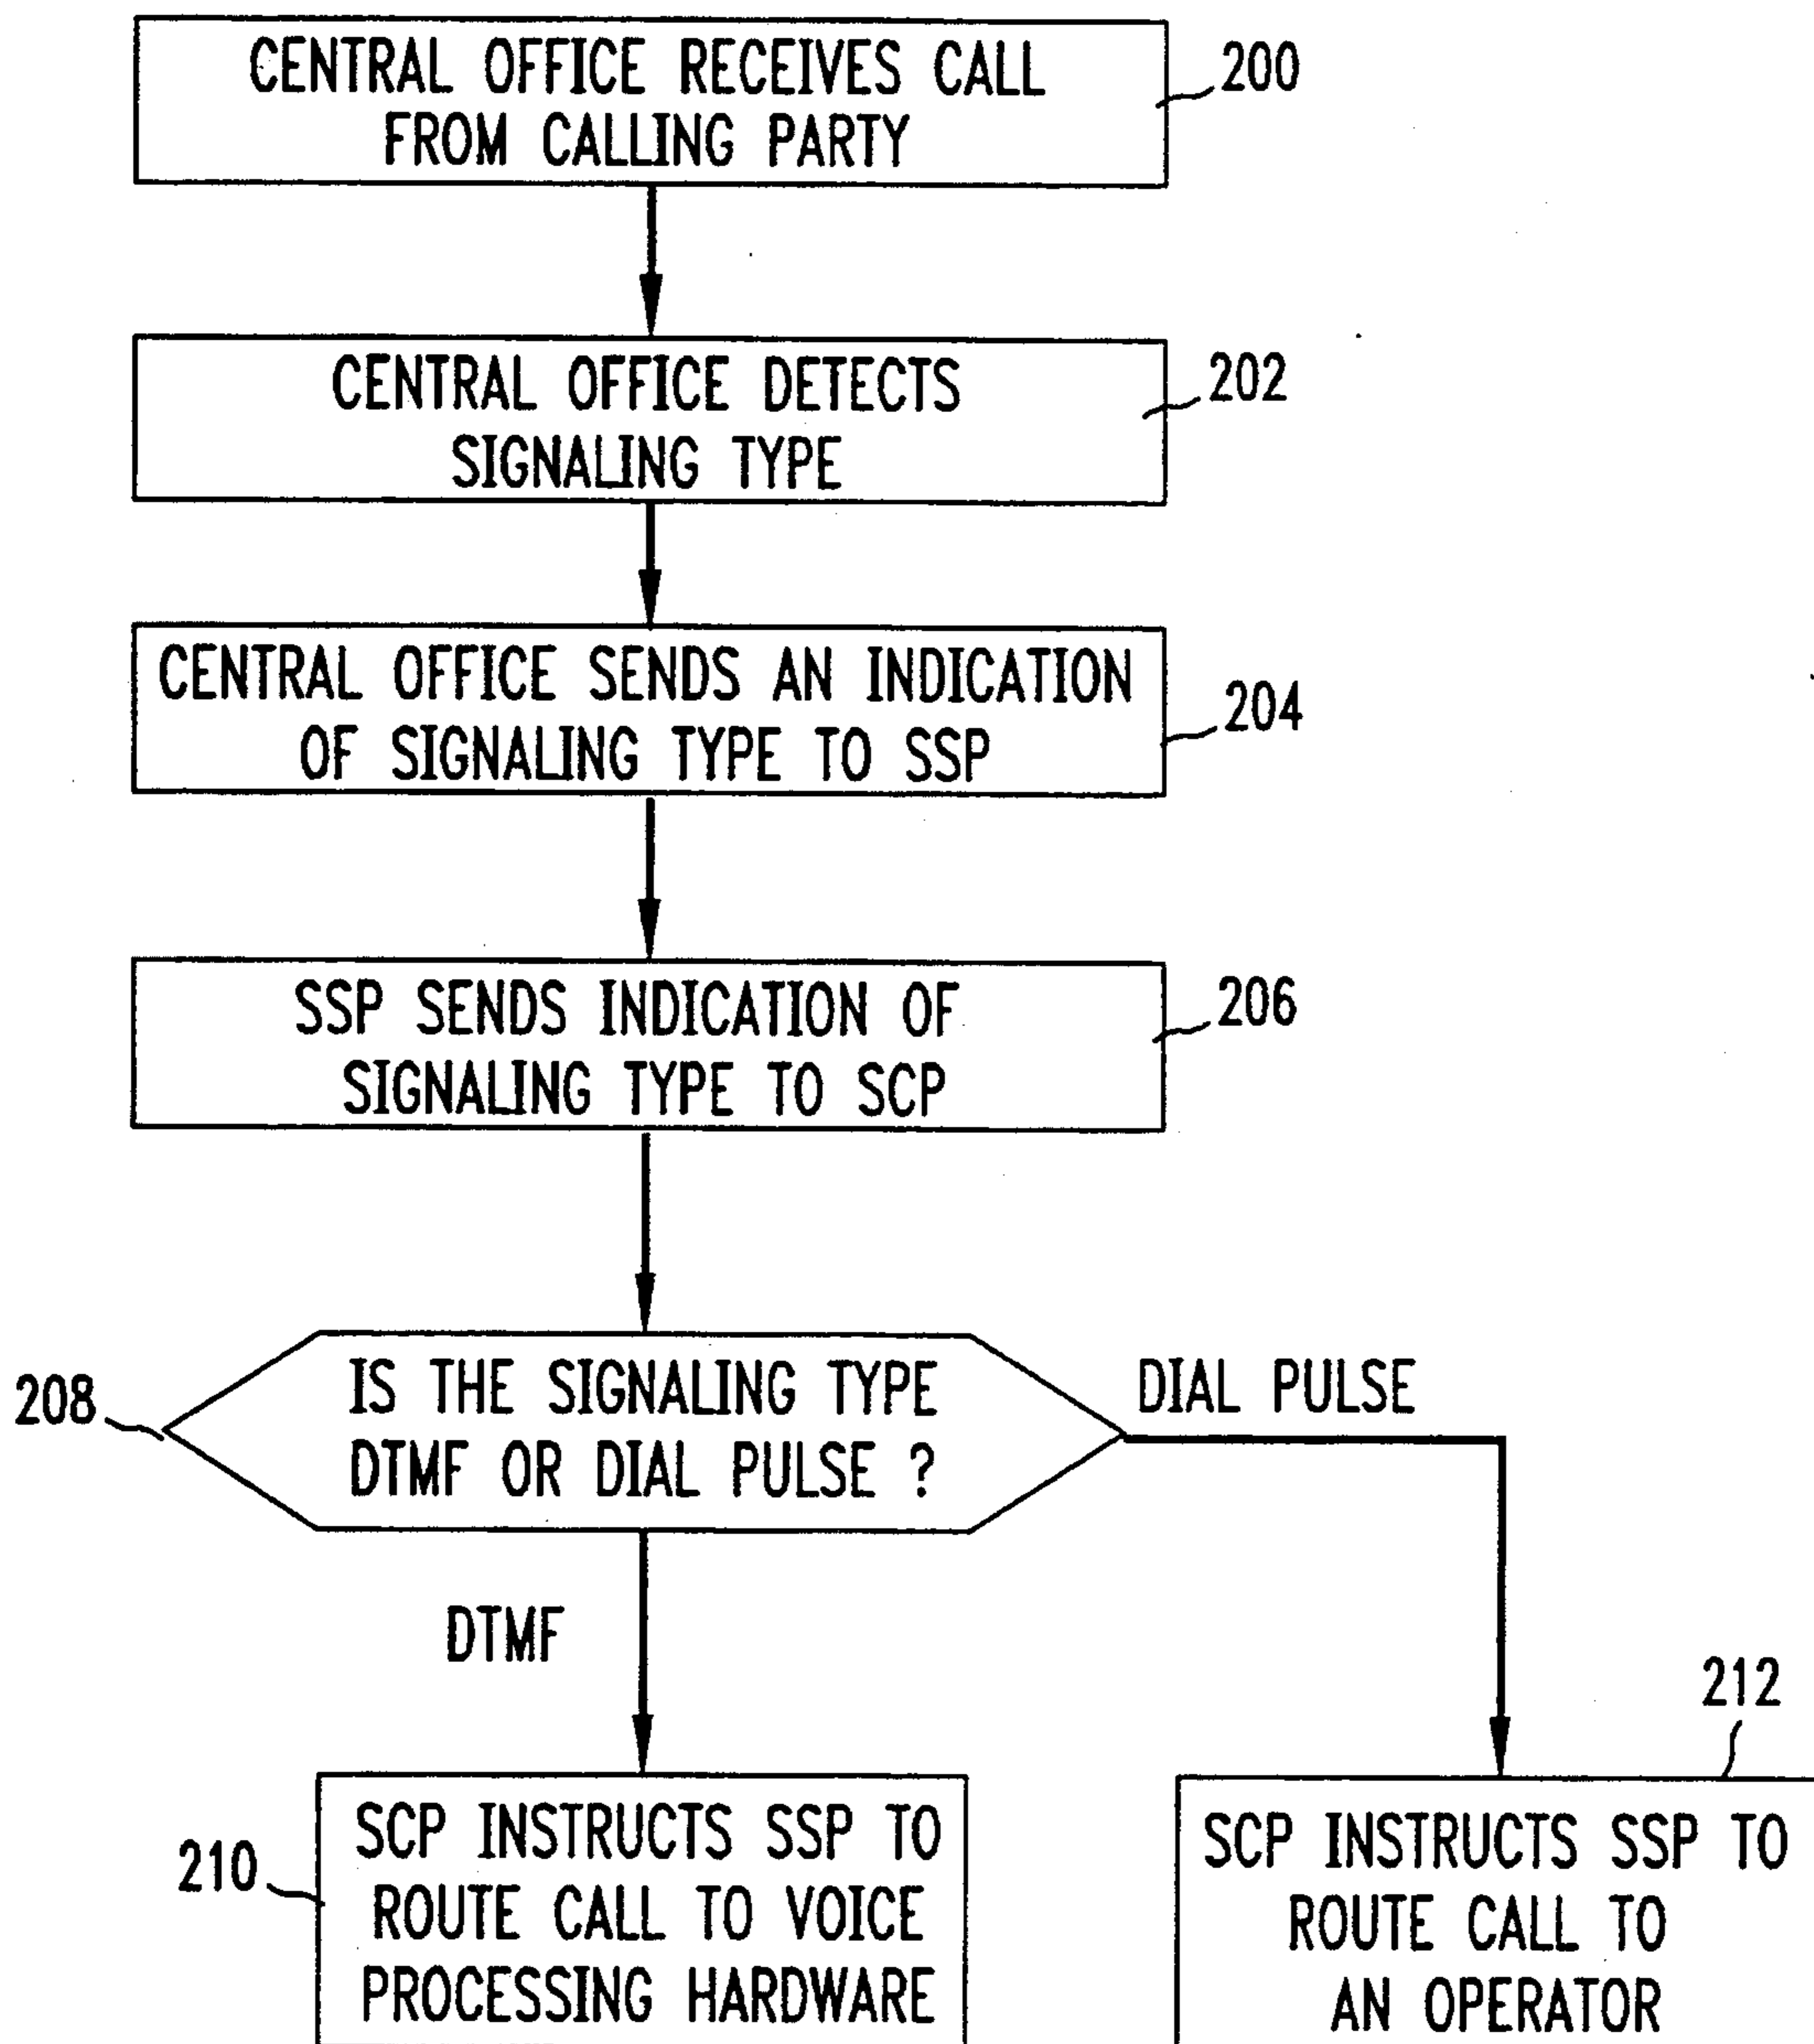 CENTRAL OFFICE RECEIVES CALL
FROM CALLING PARTY
200
CENTRAL OFFICE DETECTS
SIGNALING TYPE
202
CENTRAL OFFICE SENDS AN INDICATION
OF SIGNALING TYPE TO SSP
204
SSP SENDS INDICATION OF
SIGNALING TYPE TO SCP
206
208
IS THE SIGNALING TYPE
DTMF OR DIAL PULSE ?
DIAL PULSE
DTMF
210
SCP INSTRUCTS SSP TO
ROUTE CALL TO VOICE
PROCESSING HARDWARE
212
SCP INSTRUCTS SSP TO
ROUTE CALL TO
AN OPERATOR